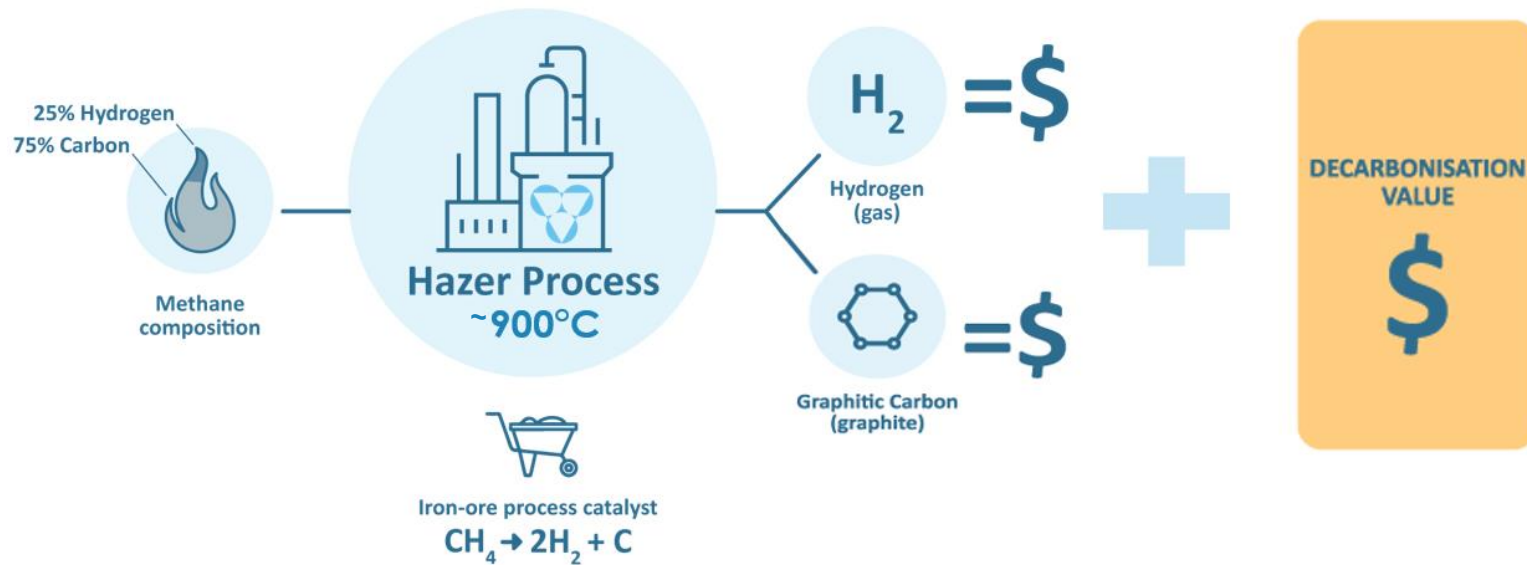 25% Hydrogen
75% Carbon
Methane
composition
Hazer Process
~900°C
Iron-ore process catalyst
CH₄ → 2H₂ + C
H₂
=$
Hydrogen
(gas)
=$
Graphitic Carbon
(graphite)
DECARBONISATION
VALUE
$